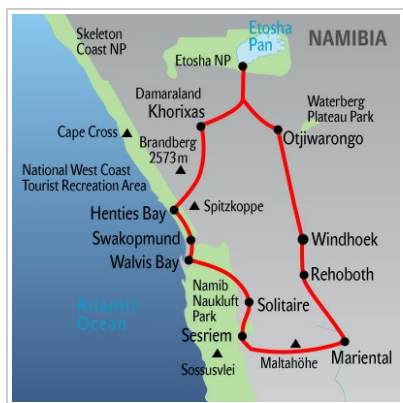 Skeleton
Coast NP
Etosha
Pan
NAMIBIA
Etosha NP
Damaraland
Khorixas
Waterberg
Plateau Park
Cape Cross
Brandberg
2573 m
Otjiwarongo
National West Coast
Tourist Recreation Area
Henties Bay
Spitzkoppe
Swakopmund
Windhoek
Walvis Bay
Rehoboth
Namib
Naukluft
Park
Solitaire
Atlantic
Ocean
Sesriem
Mariental
Maltahöhe
Sossusvlei